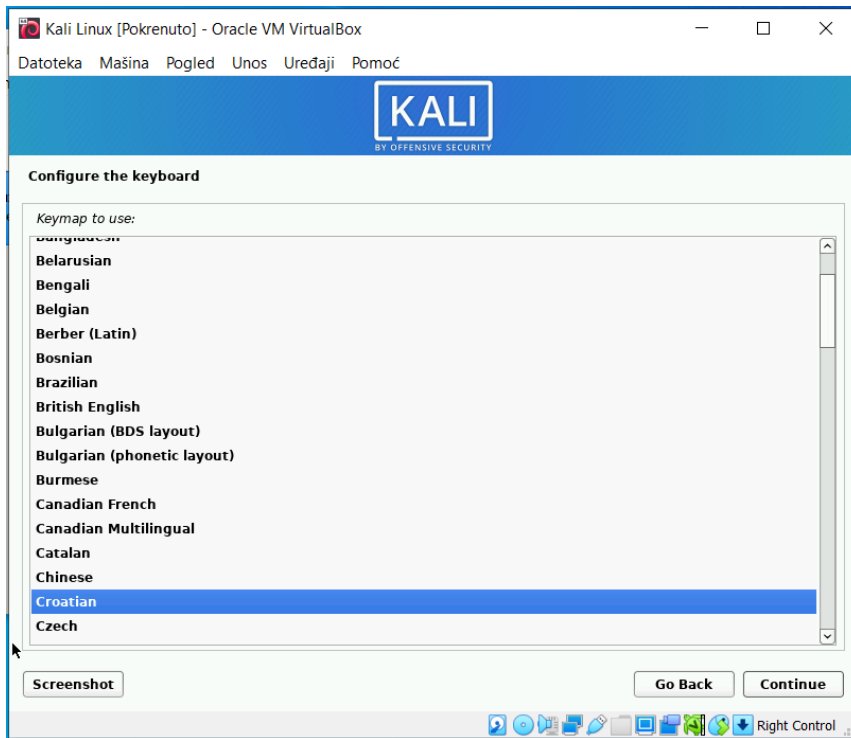 Kali Linux [Pokrenuto] - Oracle VM VirtualBox
Datoteka Mašina Pogled Unos Uređaji Pomoć
KALI
BY OFFENSIVE SECURITY
Configure the keyboard
Keymap to use:
Bangladesh
Belarusian
Bengali
Belgian
Berber (Latin)
Bosnian
Brazilian
British English
Bulgarian (BDS layout)
Bulgarian (phonetic layout)
Burmese
Canadian French
Canadian Multilingual
Catalan
Chinese
Croatian
Czech
Screenshot Go Back Continue
Right Control